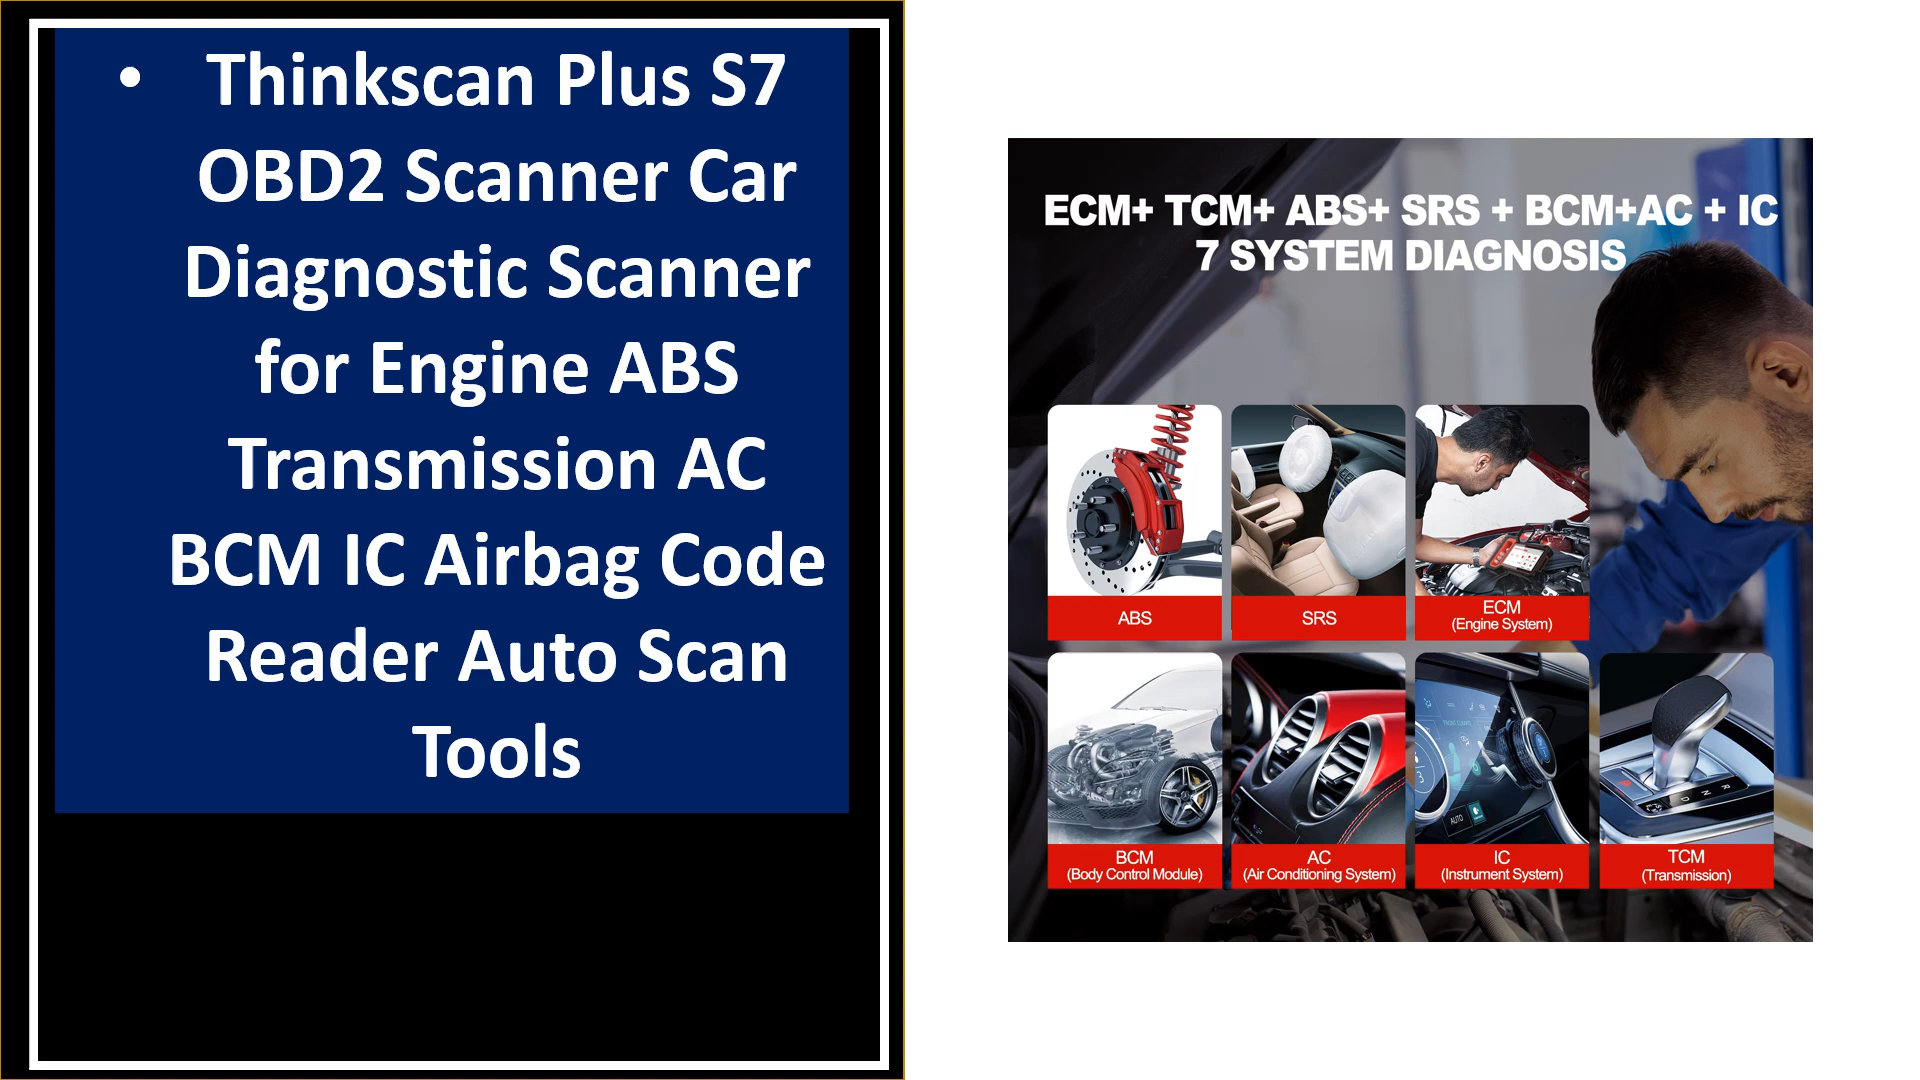 • Thinkscan Plus S7
OBD2 Scanner Car
Diagnostic Scanner
for Engine ABS
Transmission AC
BCM IC Airbag Code
Reader Auto Scan
Tools
ECM+ TCM+ ABS+ SRS + BCM+AC + IC
7 SYSTEM DIAGNOSIS
ABS
SRS
ECM
(Engine System)
BCM
(Body Control Module)
AC
(Air Conditioning System)
AUTO
IC
(Instrument System)
TCM
(Transmission)